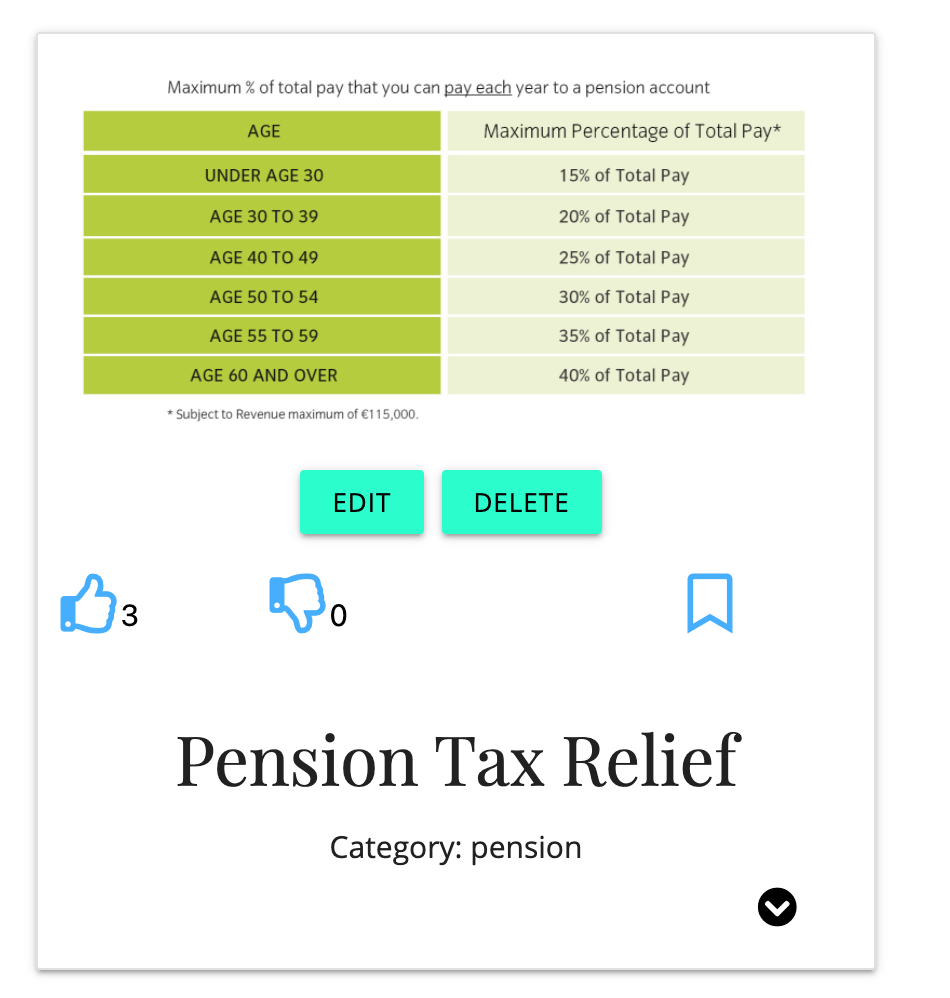 Maximum % of total pay that you can pay each year to a pension account
AGE Maximum Percentage of Total Pay*
UNDER AGE 30 15% of Total Pay
AGE 30 TO 39 20% of Total Pay
AGE 40 TO 49 25% of Total Pay
AGE 50 TO 54 30% of Total Pay
AGE 55 TO 59 35% of Total Pay
AGE 60 AND OVER 40% of Total Pay
* Subject to Revenue maximum of €115,000.
EDIT DELETE
3 0
Pension Tax Relief
Category: pension